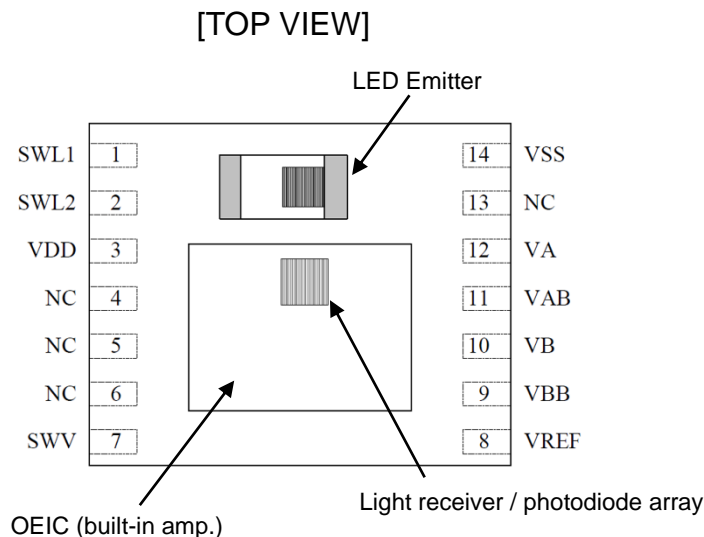 [TOP VIEW]
LED Emitter
SWL1 1 14 VSS
SWL2 2 13 NC
VDD 3 12 VA
NC 4 11 VAB
NC 5 10 VB
NC 6 9 VBB
SWV 7 8 VREF
Light receiver / photodiode array
OEIC (built-in amp.)